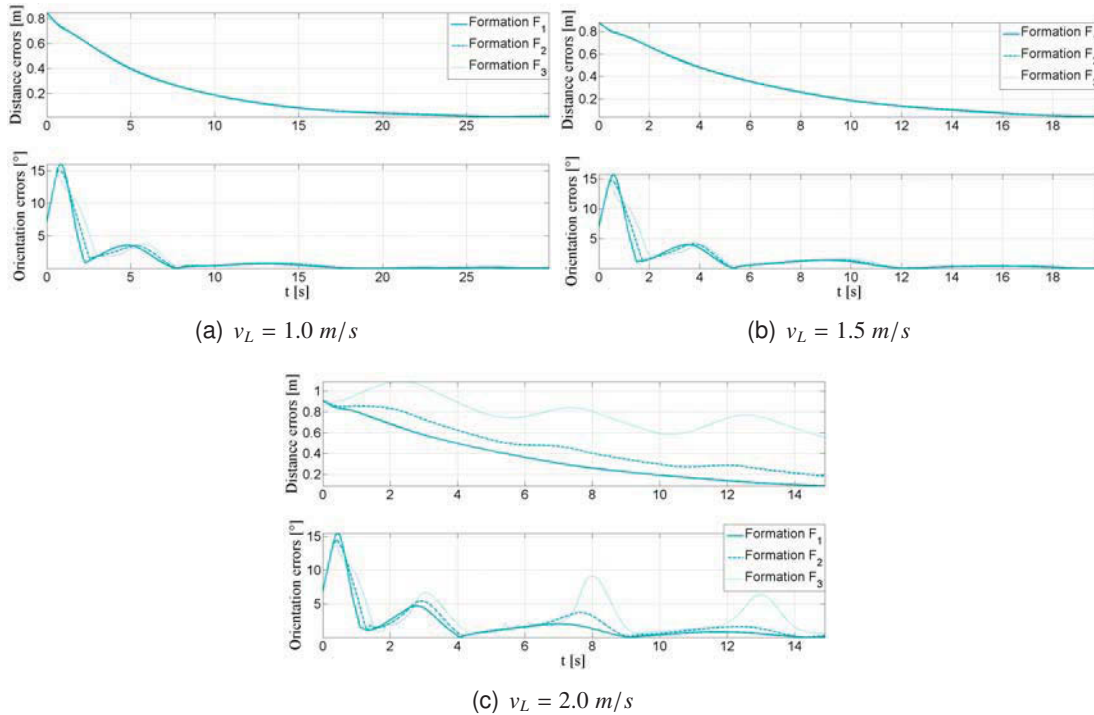 Distance errors [m]
0.8
0.6
0.4
0.2
0 5 10 15 20 25
Formation F1
Formation F2
Formation F3
Orientation errors [°]
15
10
5
0 5 10 15 20 25
t [s]
(a) vL = 1.0 m/s
Distance errors [m]
0.8
0.6
0.4
0.2
0 2 4 6 8 10 12 14 16 18
Formation F
Formation F
Formation F
Orientation errors [°]
15
10
5
0 2 4 6 8 10 12 14 16 18
t [s]
(b) vL = 1.5 m/s
Distance errors [m]
1
0.8
0.6
0.4
0.2
0 2 4 6 8 10 12 14
Orientation errors [°]
15
10
5
0 2 4 6 8 10 12 14
t [s]
Formation F1
Formation F2
Formation F3
(c) vL = 2.0 m/s